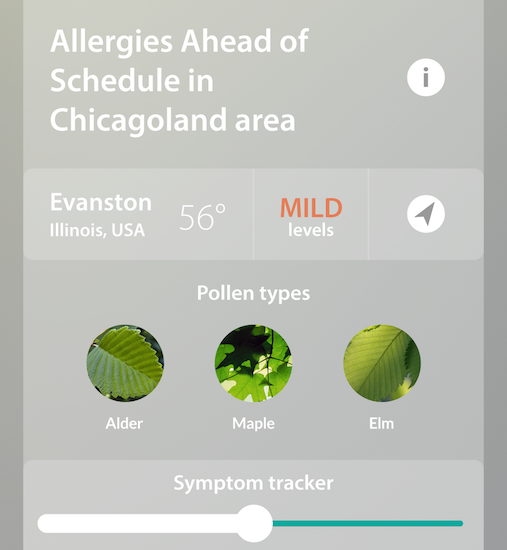 Allergies Ahead of
Schedule in
Chicagoland area
i
Evanston
Illinois, USA
56°
MILD
levels
Pollen types
Alder
Maple
Elm
Symptom tracker